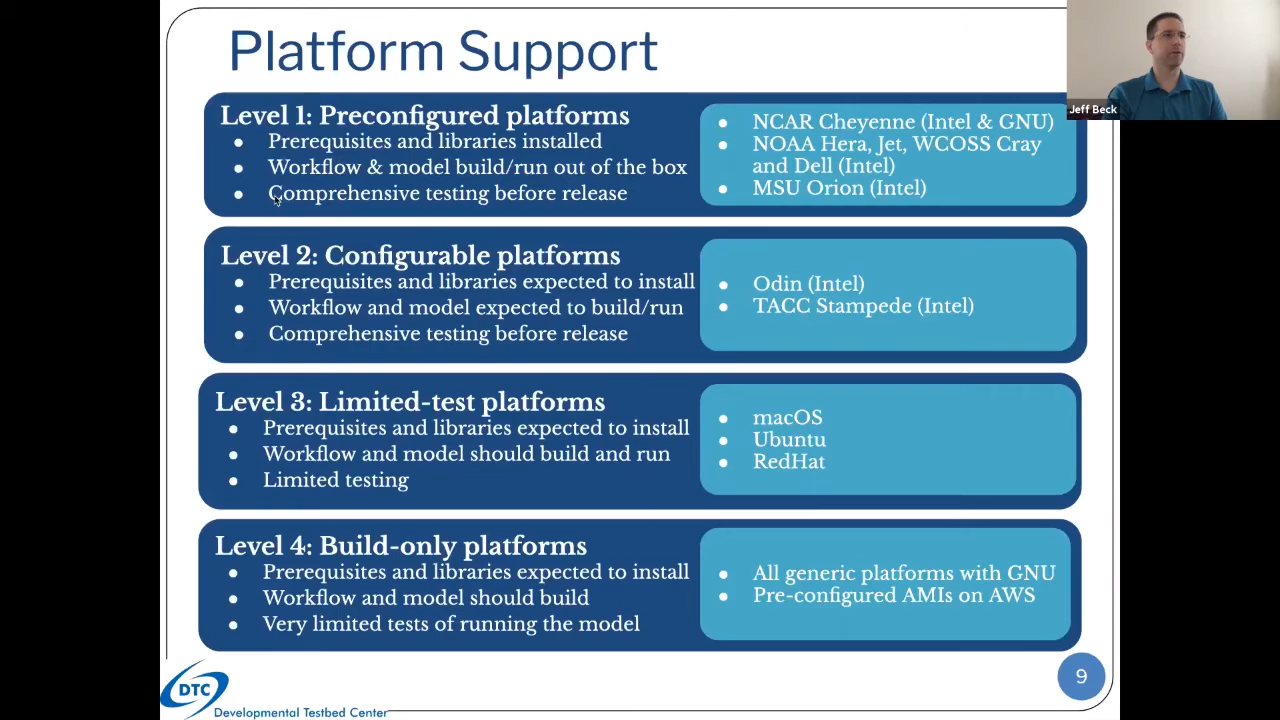 Platform Support
Jeff Beck
Level 1: Preconfigured platforms
● Prerequisites and libraries installed
● Workflow & model build/run out of the box
● Comprehensive testing before release
● NCAR Cheyenne (Intel & GNU)
● NOAA Hera, Jet, WCOSS Cray
and Dell (Intel)
● MSU Orion (Intel)
Level 2: Configurable platforms
● Prerequisites and libraries expected to install
● Workflow and model expected to build/run
● Comprehensive testing before release
● Odin (Intel)
● TACC Stampede (Intel)
Level 3: Limited-test platforms
● Prerequisites and libraries expected to install
● Workflow and model should build and run
● Limited testing
● macOS
● Ubuntu
● RedHat
Level 4: Build-only platforms
● Prerequisites and libraries expected to install
● Workflow and model should build
● Very limited tests of running the model
● All generic platforms with GNU
● Pre-configured AMIs on AWS
9
DTC
Developmental Testbed Center